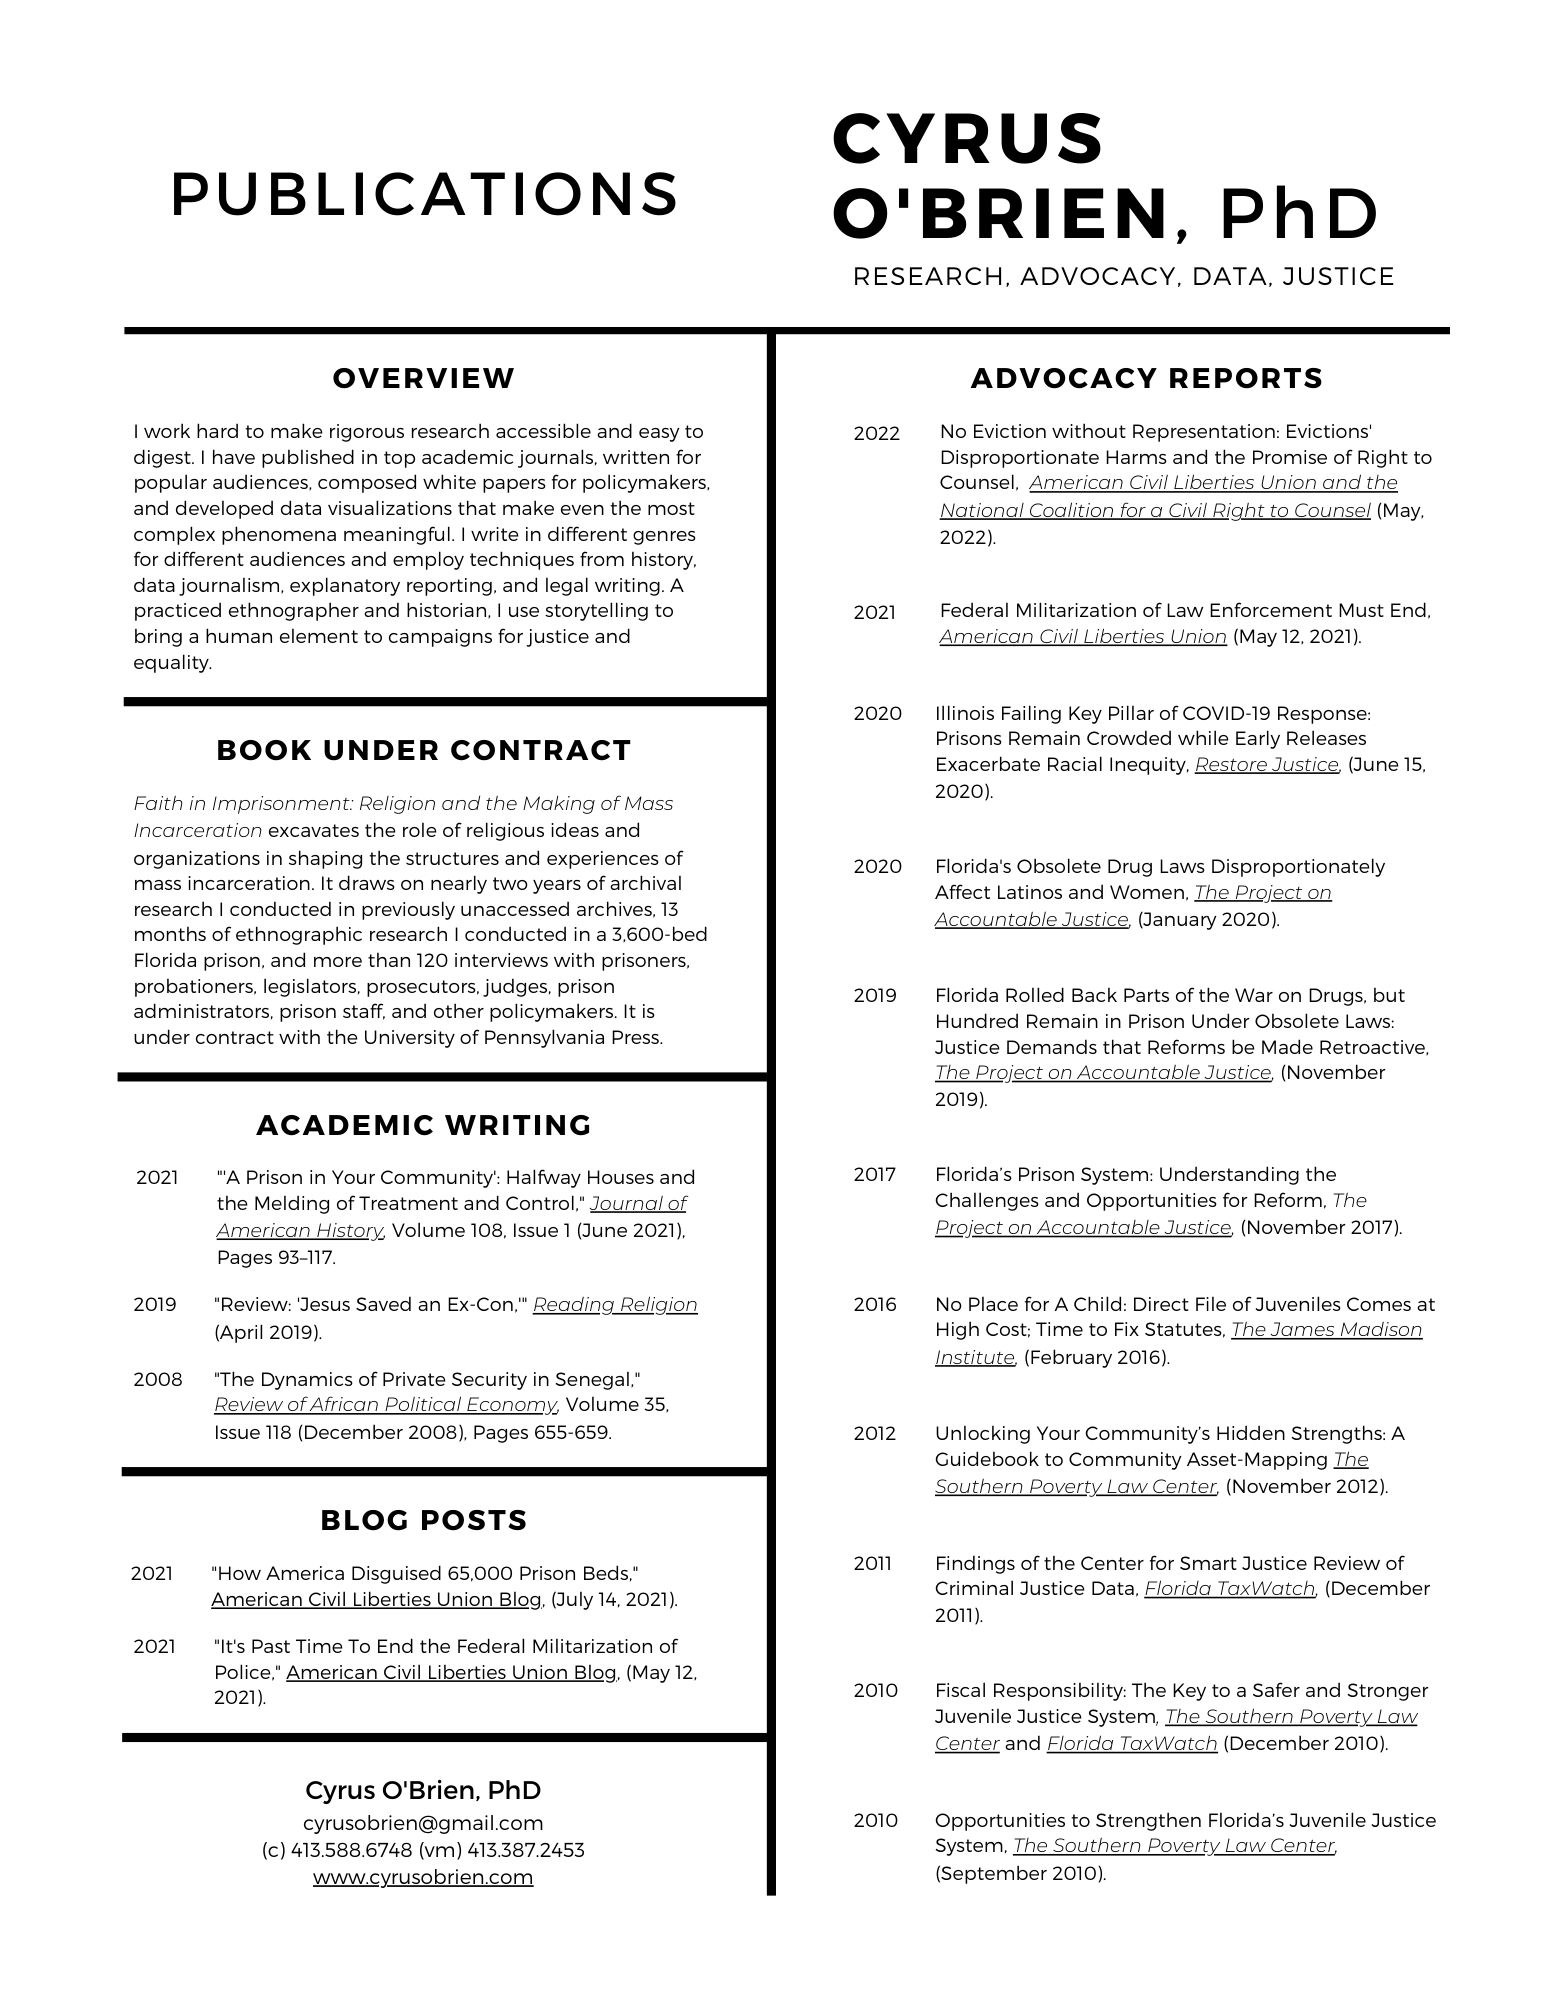 PUBLICATIONS
CYRUS
O'BRIEN, PhD
RESEARCH, ADVOCACY, DATA, JUSTICE
OVERVIEW
I work hard to make rigorous research accessible and easy to
digest. I have published in top academic journals, written for
popular audiences, composed white papers for policymakers,
and developed data visualizations that make even the most
complex phenomena meaningful. I write in different genres
for different audiences and employ techniques from history,
data journalism, explanatory reporting, and legal writing. A
practiced ethnographer and historian, I use storytelling to
bring a human element to campaigns for justice and
equality.
BOOK UNDER CONTRACT
Faith in Imprisonment: Religion and the Making of Mass
Incarceration excavates the role of religious ideas and
organizations in shaping the structures and experiences of
mass incarceration. It draws on nearly two years of archival
research I conducted in previously unaccessed archives, 13
months of ethnographic research I conducted in a 3,600-bed
Florida prison, and more than 120 interviews with prisoners,
probationers, legislators, prosecutors, judges, prison
administrators, prison staff, and other policymakers. It is
under contract with the University of Pennsylvania Press.
ACADEMIC WRITING
2021 "'A Prison in Your Community': Halfway Houses and
the Melding of Treatment and Control," Journal of
American History, Volume 108, Issue 1 (June 2021),
Pages 93–117.
2019 "Review: 'Jesus Saved an Ex-Con,'" Reading Religion
(April 2019).
2008 "The Dynamics of Private Security in Senegal,"
Review of African Political Economy, Volume 35,
Issue 118 (December 2008), Pages 655-659.
BLOG POSTS
2021 "How America Disguised 65,000 Prison Beds,"
American Civil Liberties Union Blog, (July 14, 2021).
2021 "It's Past Time To End the Federal Militarization of
Police," American Civil Liberties Union Blog, (May 12,
2021).
Cyrus O'Brien, PhD
cyrusobrien@gmail.com
(c) 413.588.6748 (vm) 413.387.2453
www.cyrusobrien.com
ADVOCACY REPORTS
2022 No Eviction without Representation: Evictions'
Disproportionate Harms and the Promise of Right to
Counsel, American Civil Liberties Union and the
National Coalition for a Civil Right to Counsel (May,
2022).
2021 Federal Militarization of Law Enforcement Must End,
American Civil Liberties Union (May 12, 2021).
2020 Illinois Failing Key Pillar of COVID-19 Response:
Prisons Remain Crowded while Early Releases
Exacerbate Racial Inequity, Restore Justice, (June 15,
2020).
2020 Florida's Obsolete Drug Laws Disproportionately
Affect Latinos and Women, The Project on
Accountable Justice, (January 2020).
2019 Florida Rolled Back Parts of the War on Drugs, but
Hundred Remain in Prison Under Obsolete Laws:
Justice Demands that Reforms be Made Retroactive,
The Project on Accountable Justice, (November
2019).
2017 Florida’s Prison System: Understanding the
Challenges and Opportunities for Reform, The
Project on Accountable Justice, (November 2017).
2016 No Place for A Child: Direct File of Juveniles Comes at
High Cost; Time to Fix Statutes, The James Madison
Institute, (February 2016).
2012 Unlocking Your Community’s Hidden Strengths: A
Guidebook to Community Asset-Mapping The
Southern Poverty Law Center, (November 2012).
2011 Findings of the Center for Smart Justice Review of
Criminal Justice Data, Florida TaxWatch, (December
2011).
2010 Fiscal Responsibility: The Key to a Safer and Stronger
Juvenile Justice System, The Southern Poverty Law
Center and Florida TaxWatch (December 2010).
2010 Opportunities to Strengthen Florida’s Juvenile Justice
System, The Southern Poverty Law Center,
(September 2010).